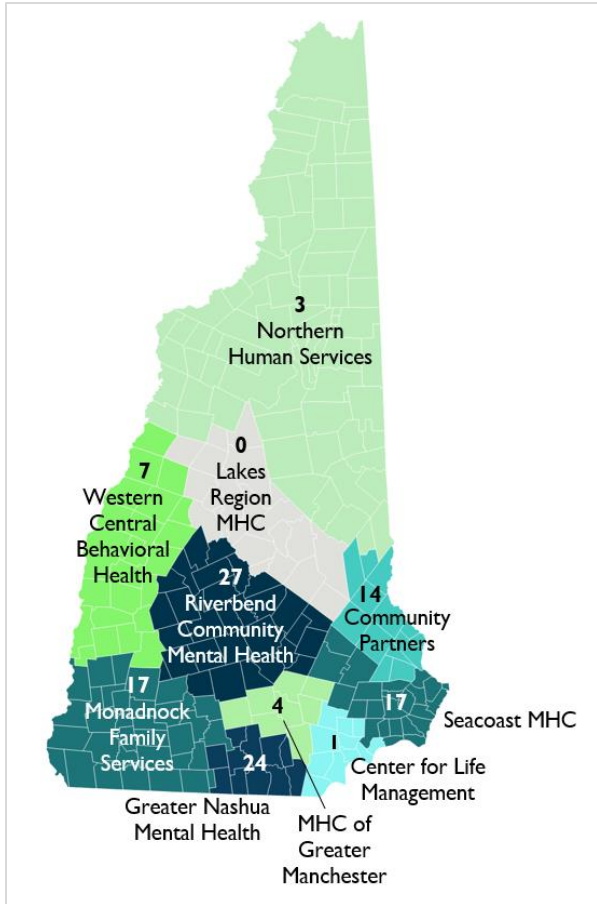 3
Northern
Human Services
0
Lakes
Region
MHC
7
Western
Central
Behavioral
Health
27
Riverbend
Community
Mental Health
14
Community
Partners
17
Monadnock
Family
Services
17
Seacoast MHC
4
MHC of
Greater
Manchester
1
Center for Life
Management
24
Greater Nashua
Mental Health